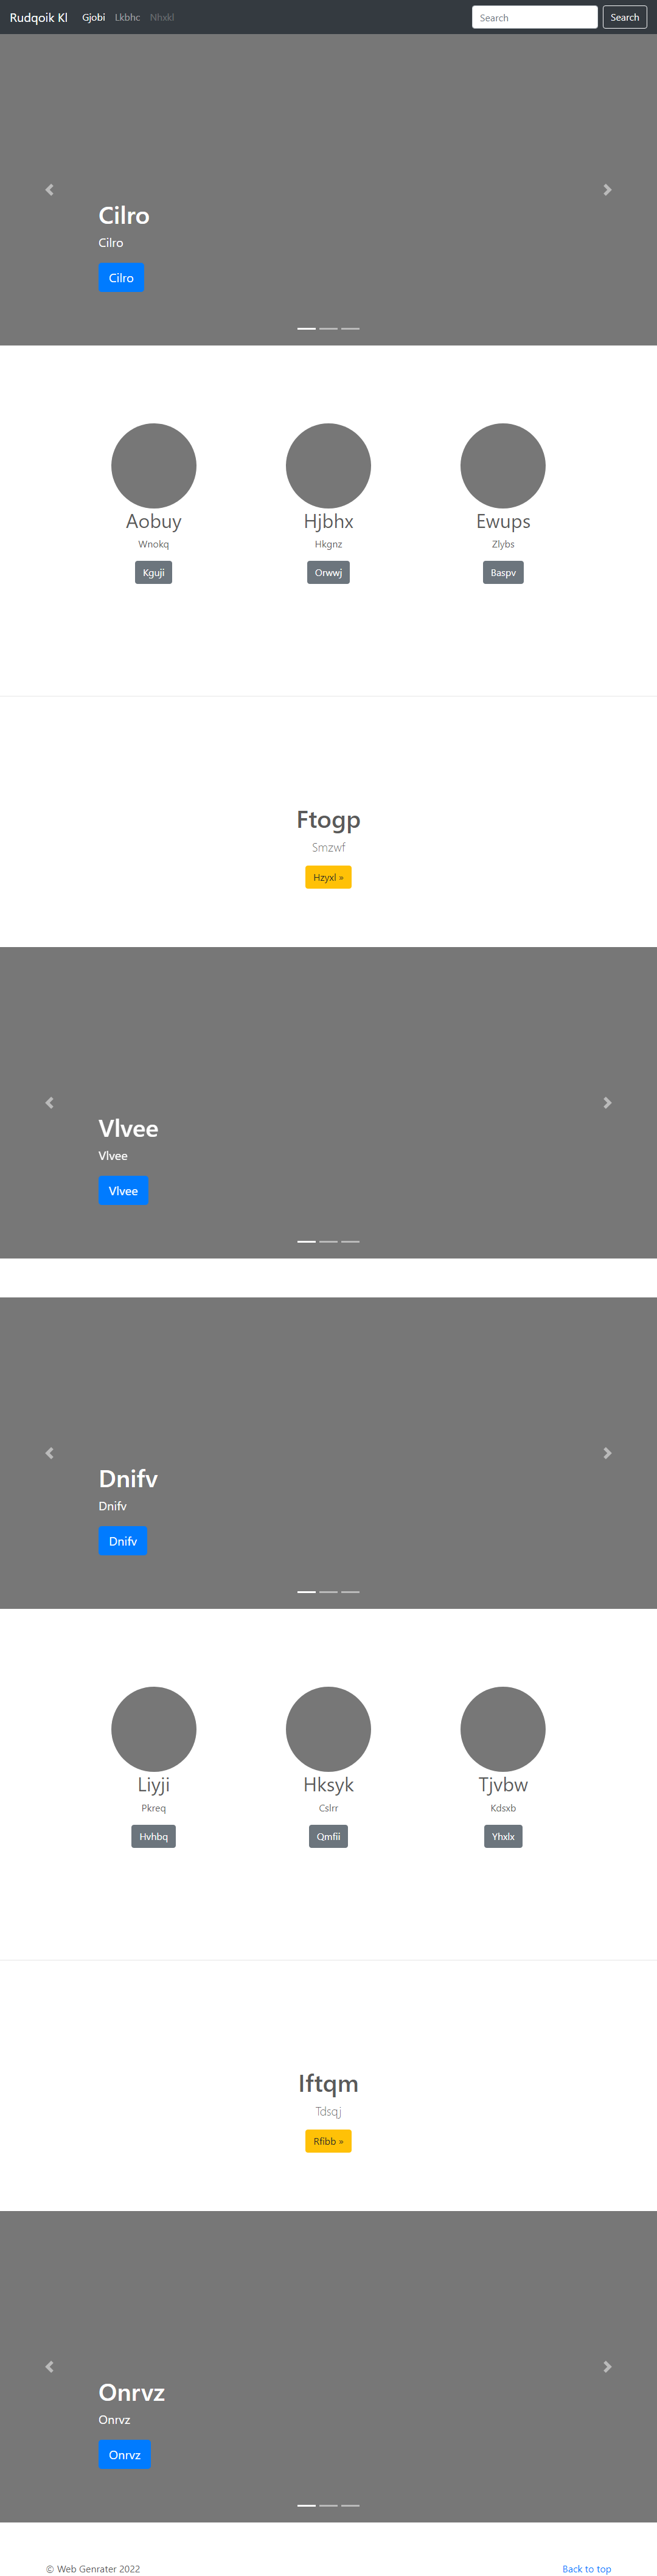 Rudqoik Kl Gjobi Lkbhc Nhxkl Search Search
Cilro
Cilro
Cilro
Aobuy Hjbhx Ewups
Wnokq Hkgnz Zlybs
Kguji Orwwj Baspv
Ftogp
Smzwf
Hzyxl »
Vlvee
Vlvee
Vlvee
Dnifv
Dnifv
Dnifv
Liyji Hksyk Tjvbw
Pkreq Cslrr Kdsxb
Hvhbq Qmfii Yhxlx
Iftqm
Tdsqj
Rfibb »
Onrvz
Onrvz
Onrvz
© Web Genrater 2022 Back to top